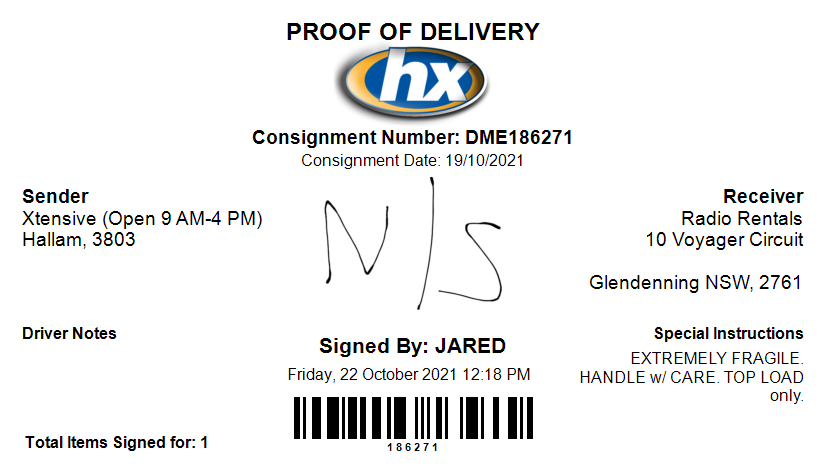 PROOF OF DELIVERY
hx
Consignment Number: DME186271
Consignment Date: 19/10/2021
Sender
Xtensive (Open 9 AM-4 PM)
Hallam, 3803
N/S
Receiver
Radio Rentals
10 Voyager Circuit
Glendenning NSW, 2761
Driver Notes
Signed By: JARED
Friday, 22 October 2021 12:18 PM
Special Instructions
EXTREMELY FRAGILE.
HANDLE w/ CARE. TOP LOAD
only.
Total Items Signed for: 1
186271